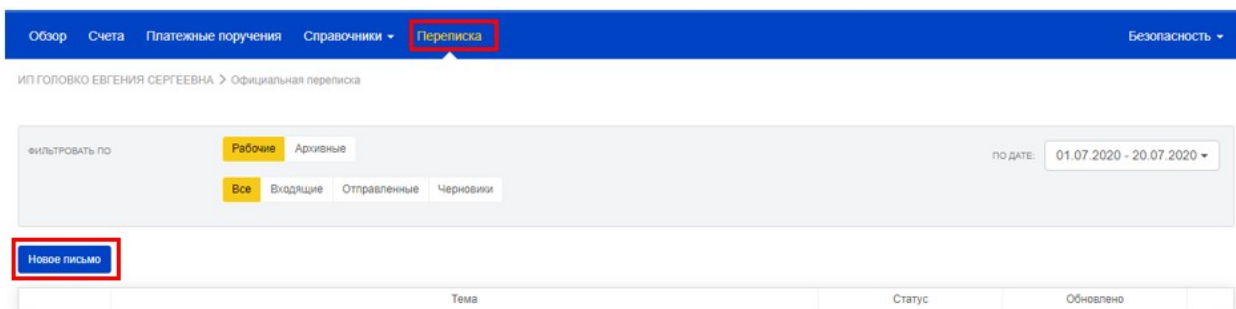 Обзор Счета Платежные поручения Справочники Переписка Безопасность
ИП ГОЛОВКО ЕВГЕНИЯ СЕРГЕЕВНА > Официальная переписка
ФИЛЬТРОВАТЬ ПО Рабочие Архивные ПО ДАТЕ: 01.07.2020 - 20.07.2020
Все Входящие Отправленные Черновики
Новое письмо
Тема Статус Обновлено